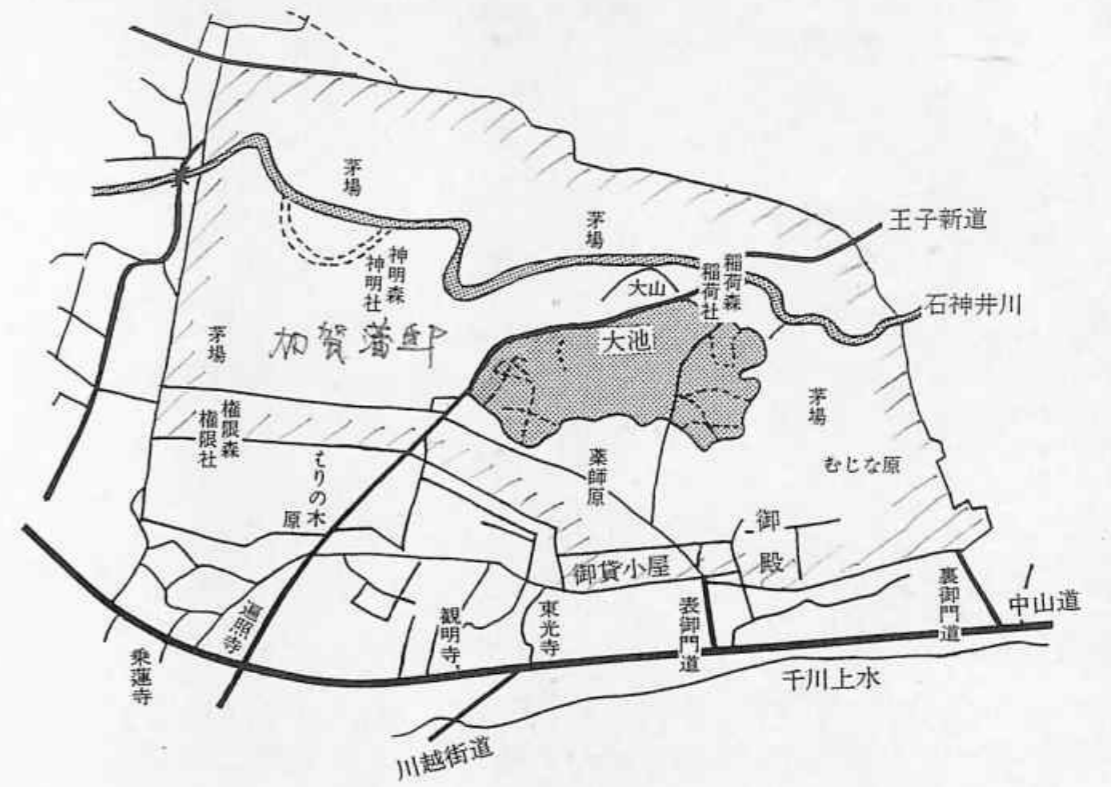 茅場
茅場
王子新道
神明森
神明社
稲荷森
稲荷社
大山
石神井川
茅場
加賀藩邸
大池
茅場
権限森
権限社
むじな原
薬師原
もりの木
原
御殿
御貸小屋
遍照寺
観明寺
東光寺
表御門道
裏御門道
中山道
乗蓮寺
千川上水
川越街道